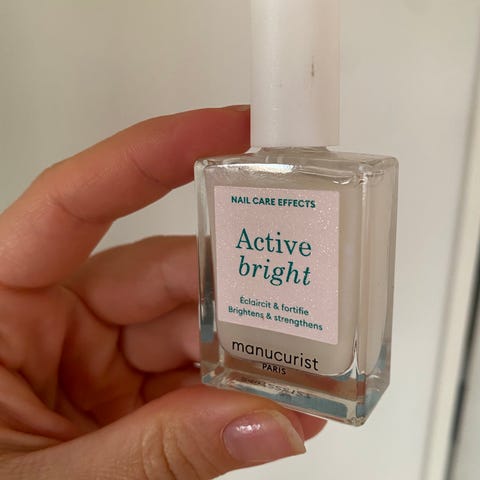 NAIL CARE EFFECTS
Active
bright
Éclaircit & fortifie
Brightens & strengthens
manucurist
PARIS